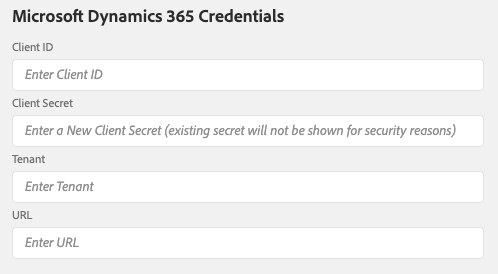 Microsoft Dynamics 365 Credentials
Client ID
Enter Client ID
Client Secret
Enter a New Client Secret (existing secret will not be shown for security reasons)
Tenant
Enter Tenant
URL
Enter URL